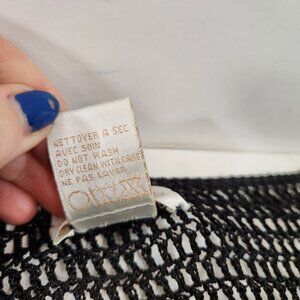 NETTOYER A SEC
AVEC SOIN
DO NOT WASH
DRY CLEAN WITH CARE
NE PAS LAVER